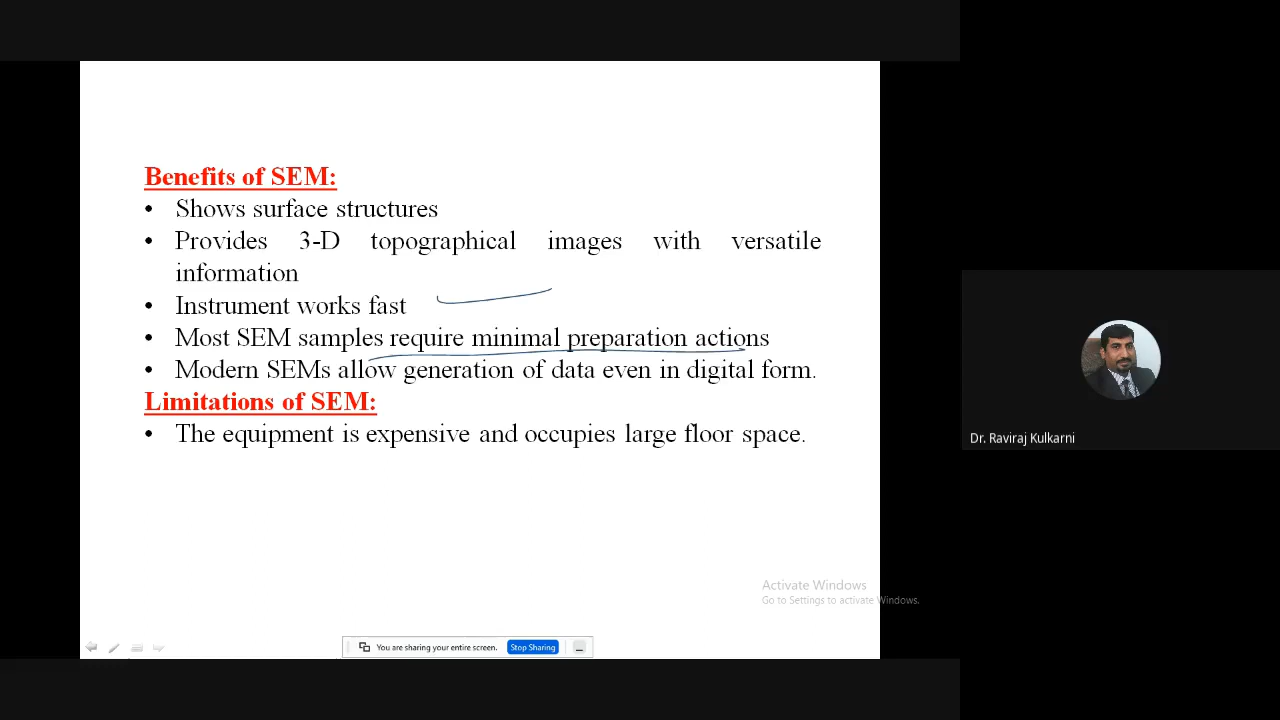 Benefits of SEM:
• Shows surface structures
• Provides 3-D topographical images with versatile
information
• Instrument works fast
• Most SEM samples require minimal preparation actions
• Modern SEMs allow generation of data even in digital form.
Limitations of SEM:
• The equipment is expensive and occupies large floor space.
Dr. Raviraj Kulkarni
Activate Windows
Go to Settings to activate Windows.
You are sharing your entire screen. Stop Sharing